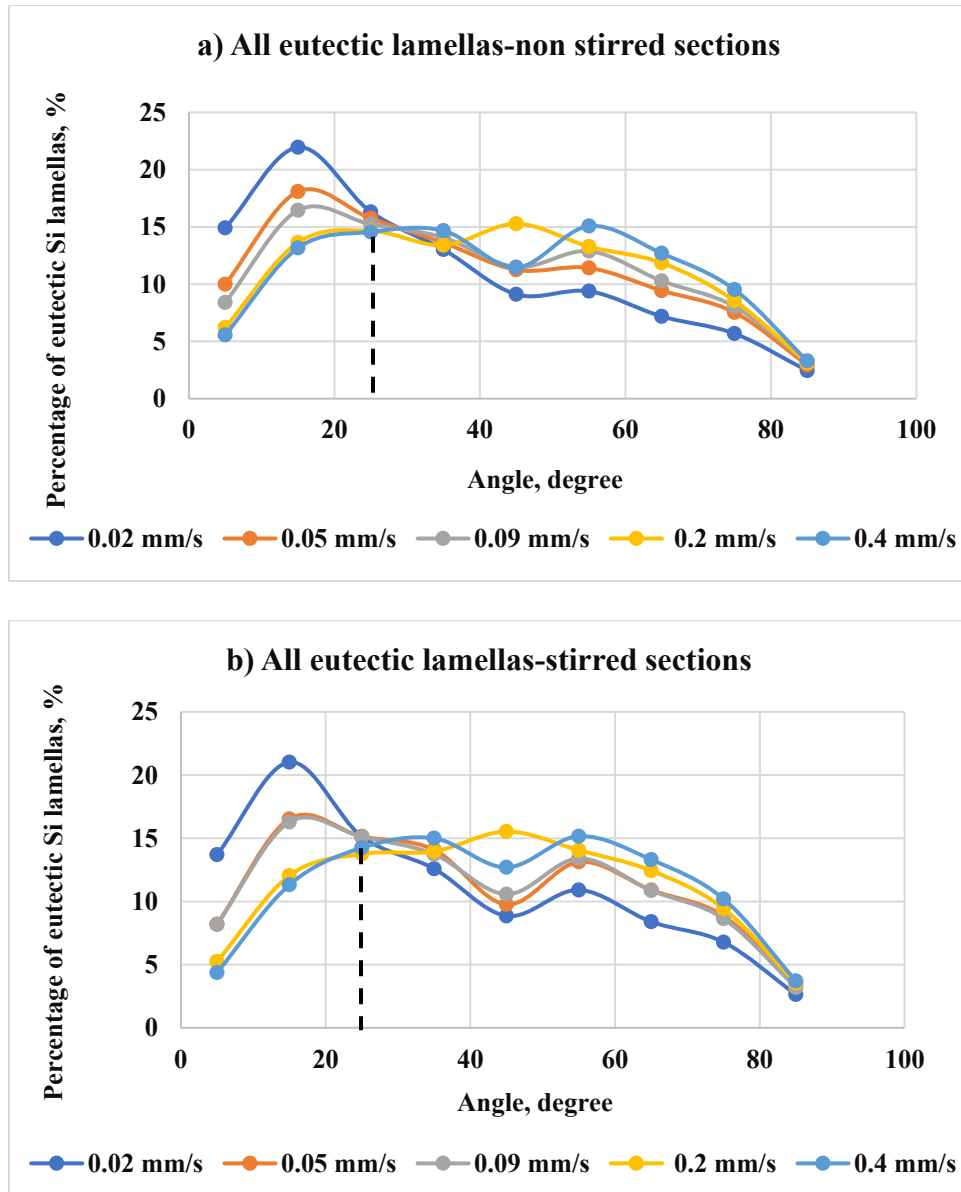 a) All eutectic lamellas-non stirred sections
Percentage of eutectic Si lamellas, %
25
20
15
10
5
0
0 20 40 60 80 100
Angle, degree
0.02 mm/s 0.05 mm/s 0.09 mm/s 0.2 mm/s 0.4 mm/s
b) All eutectic lamellas-stirred sections
Percentage of eutectic Si lamellas, %
25
20
15
10
5
0
0 20 40 60 80 100
Angle, degree
0.02 mm/s 0.05 mm/s 0.09 mm/s 0.2 mm/s 0.4 mm/s